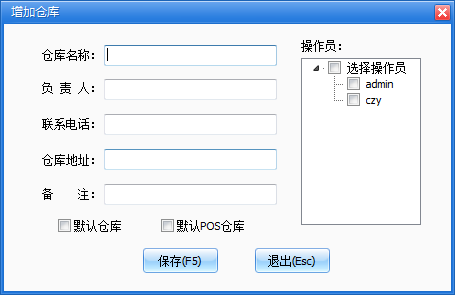 增加仓库
仓库名称：
负 责 人：
联系电话：
仓库地址：
备    注：
默认仓库 默认POS仓库
操作员：
选择操作员
admin
czy
保存(F5) 退出(Esc)